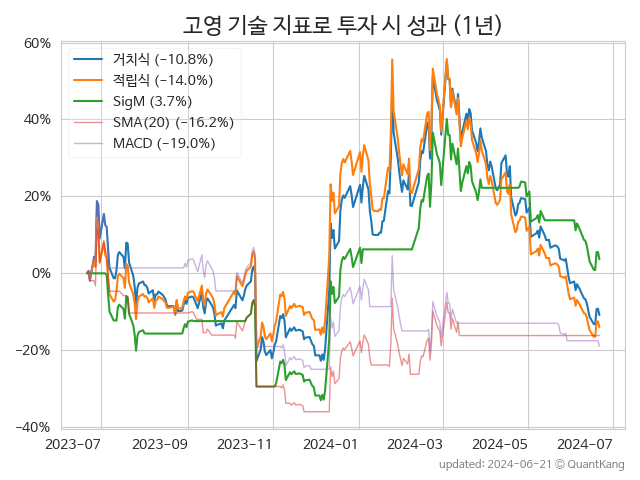 고영 기술 지표로 투자 시 성과 (1년)
60%
40%
20%
0%
−20%
−40%
거치식 (−10.8%)
적립식 (−14.0%)
SigM (3.7%)
SMA(20) (−16.2%)
MACD (−19.0%)
2023-07 2023-09 2023-11 2024-01 2024-03 2024-05 2024-07
updated: 2024-06-21 © QuantKang